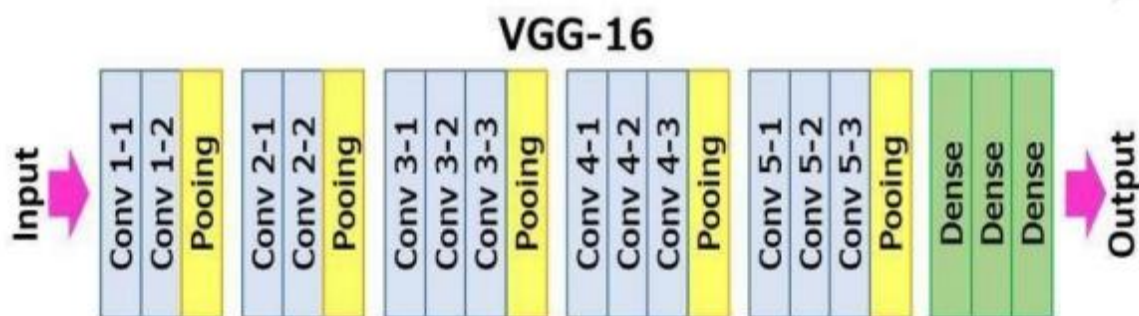 VGG-16
Input
Conv 1-1
Conv 1-2
Pooing
Conv 2-1
Conv 2-2
Pooing
Conv 3-1
Conv 3-2
Conv 3-3
Pooing
Conv 4-1
Conv 4-2
Conv 4-3
Pooing
Conv 5-1
Conv 5-2
Conv 5-3
Pooing
Dense
Dense
Dense
Output